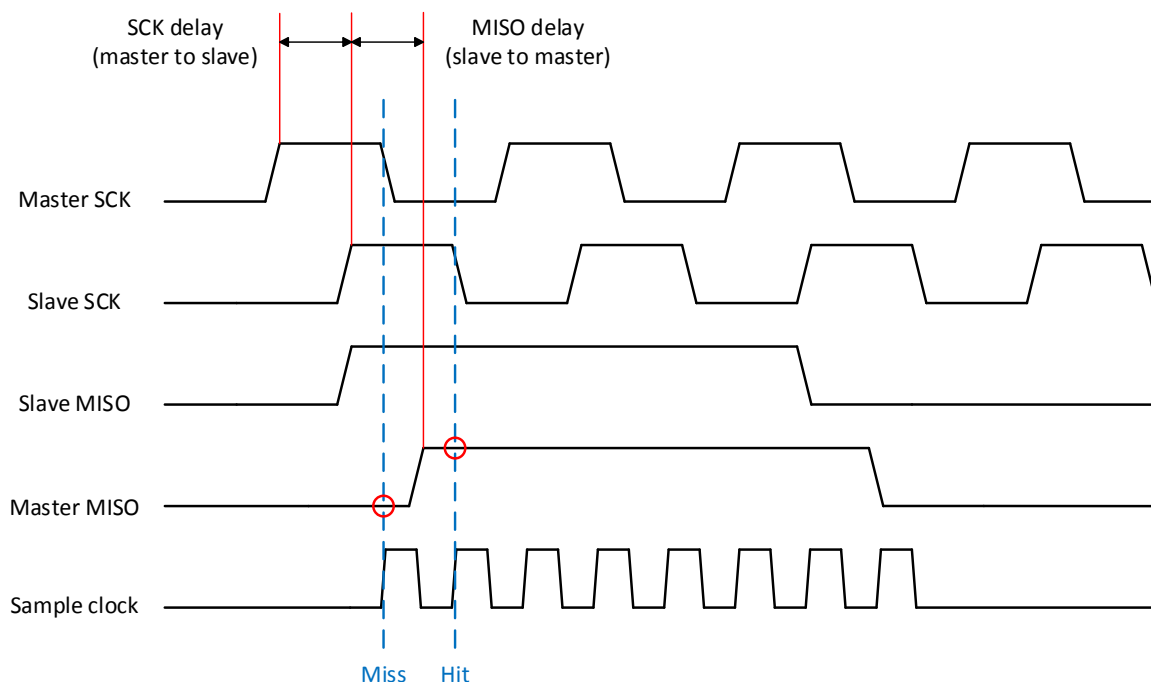 SCK delay
(master to slave)
MISO delay
(slave to master)
Master SCK
Slave SCK
Slave MISO
Master MISO
Sample clock
Miss
Hit